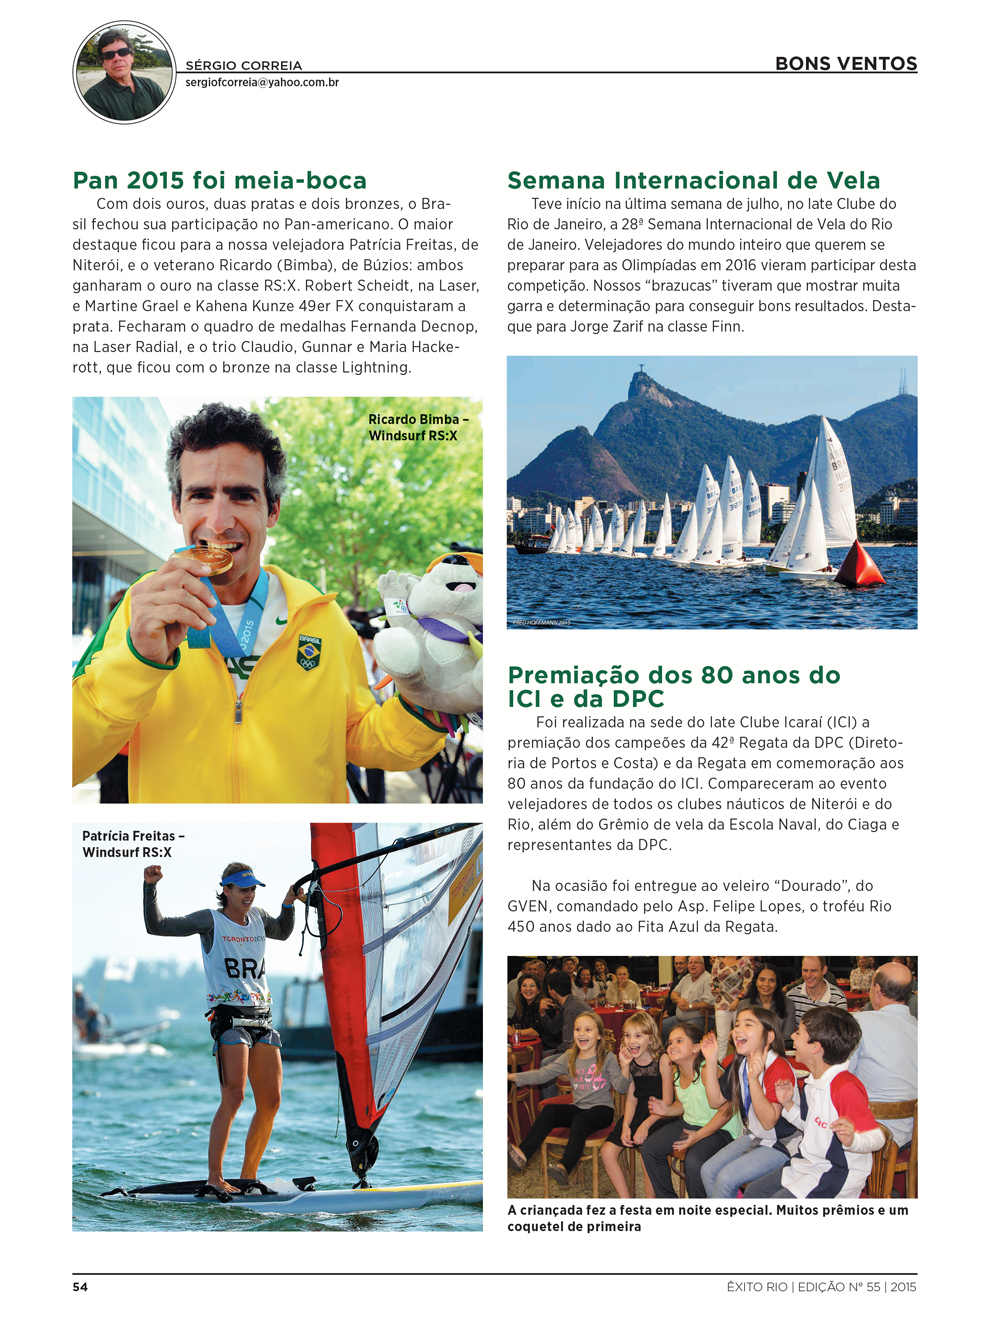 SÉRGIO CORREIA
sergiofcorreia@yahoo.com.br
BONS VENTOS
Pan 2015 foi meia-boca
Com dois ouros, duas pratas e dois bronzes, o Bra-
sil fechou sua participação no Pan-americano. O maior
destaque ficou para a nossa velejadora Patrícia Freitas, de
Niterói, e o veterano Ricardo (Bimba), de Búzios: ambos
ganharam o ouro na classe RS:X. Robert Scheidt, na Laser,
e Martine Grael e Kahena Kunze 49er FX conquistaram a
prata. Fecharam o quadro de medalhas Fernanda Decnop,
na Laser Radial, e o trio Claudio, Gunnar e Maria Hacke-
rott, que ficou com o bronze na classe Lightning.
Ricardo Bimba –
Windsurf RS:X
BRASIL
Patrícia Freitas –
Windsurf RS:X
TORONTO
BRA
Semana Internacional de Vela
Teve início na última semana de julho, no Iate Clube do
Rio de Janeiro, a 28ª Semana Internacional de Vela do Rio
de Janeiro. Velejadores do mundo inteiro que querem se
preparar para as Olimpíadas em 2016 vieram participar desta
competição. Nossos “brazucas” tiveram que mostrar muita
garra e determinação para conseguir bons resultados. Desta-
que para Jorge Zarif na classe Finn.
FRED HOFFMANN 2015
Premiação dos 80 anos do
ICI e da DPC
Foi realizada na sede do Iate Clube Icaraí (ICI) a
premiação dos campeões da 42ª Regata da DPC (Direto-
ria de Portos e Costa) e da Regata em comemoração aos
80 anos da fundação do ICI. Compareceram ao evento
velejadores de todos os clubes náuticos de Niterói e do
Rio, além do Grêmio de vela da Escola Naval, do Ciaga e
representantes da DPC.
Na ocasião foi entregue ao veleiro “Dourado”, do
GVEN, comandado pelo Asp. Felipe Lopes, o troféu Rio
450 anos dado ao Fita Azul da Regata.
A criançada fez a festa em noite especial. Muitos prêmios e um
coquetel de primeira
54
ÊXITO RIO | EDIÇÃO Nº 55 | 2015